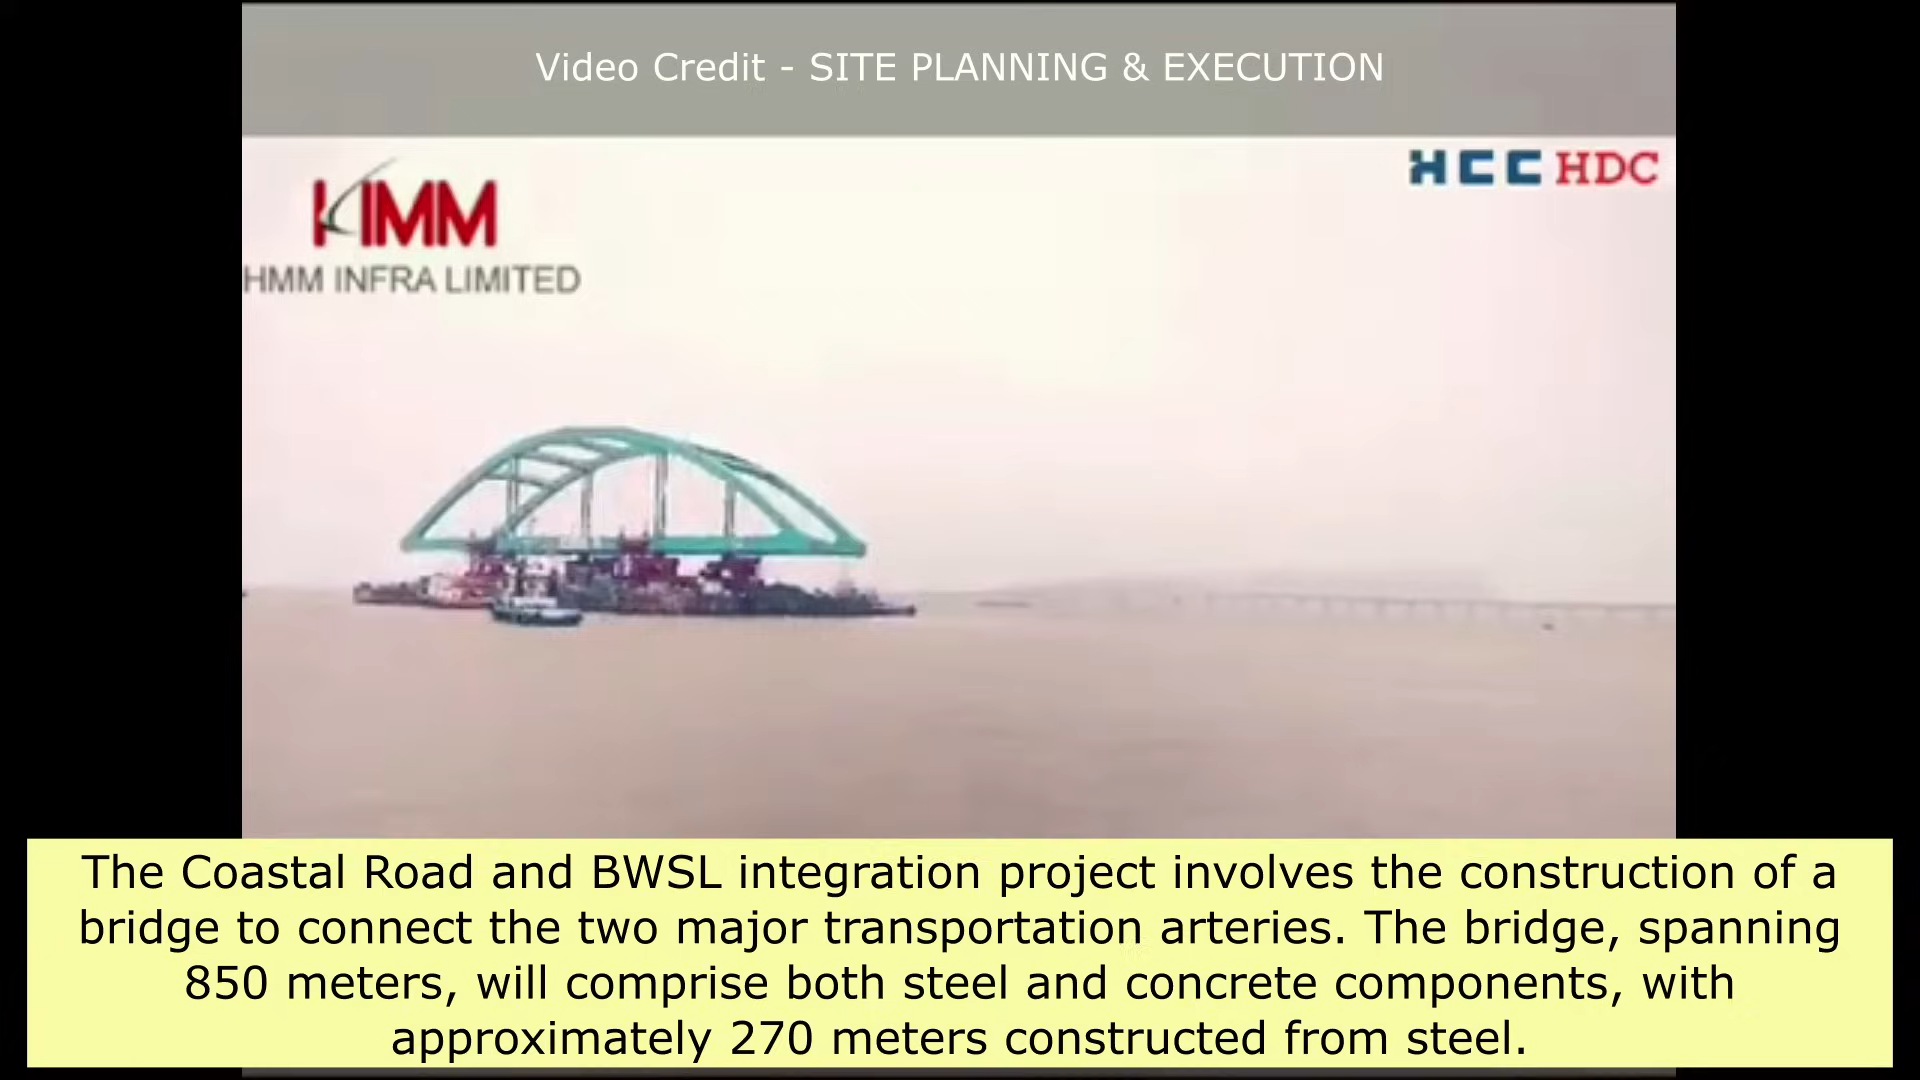 Video Credit - SITE PLANNING & EXECUTION
HMM
HCC HDC
HMM INFRA LIMITED
The Coastal Road and BWSL integration project involves the construction of a
bridge to connect the two major transportation arteries. The bridge, spanning
850 meters, will comprise both steel and concrete components, with
approximately 270 meters constructed from steel.